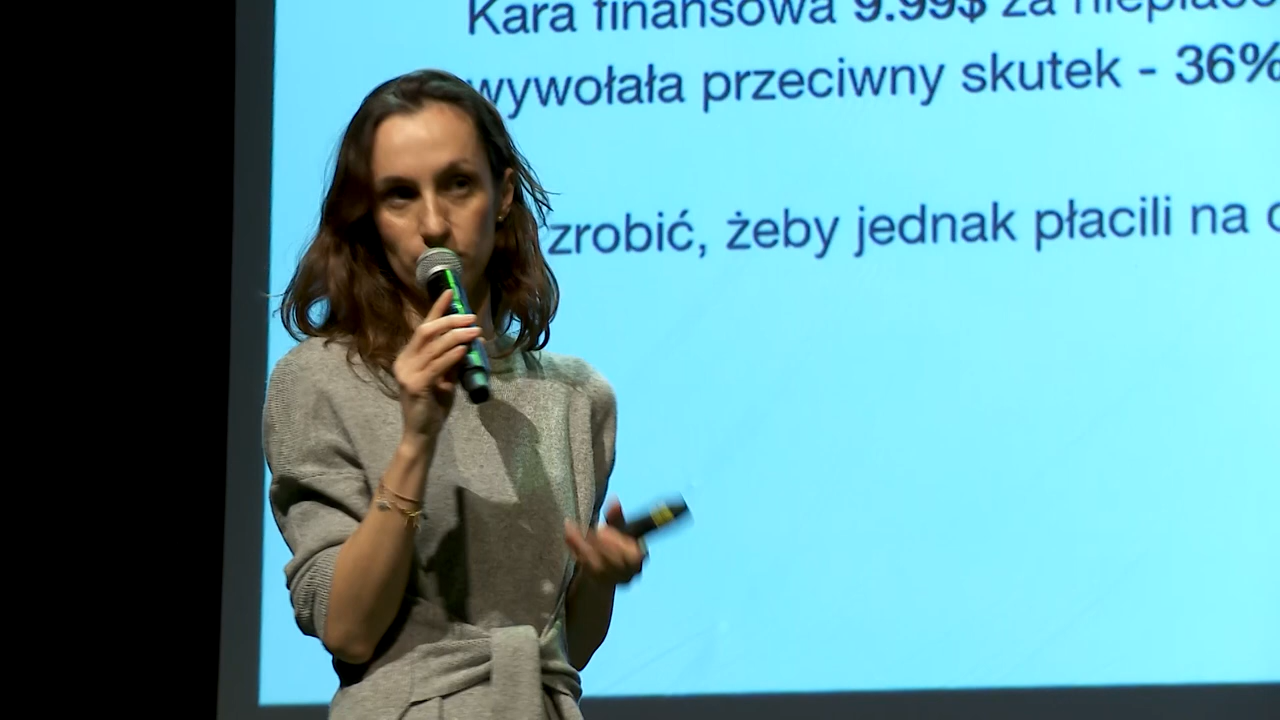 Kara finansowa 9.99$ za
wywołała przeciwny skutek - 36%
zrobić, żeby jednak płacili na